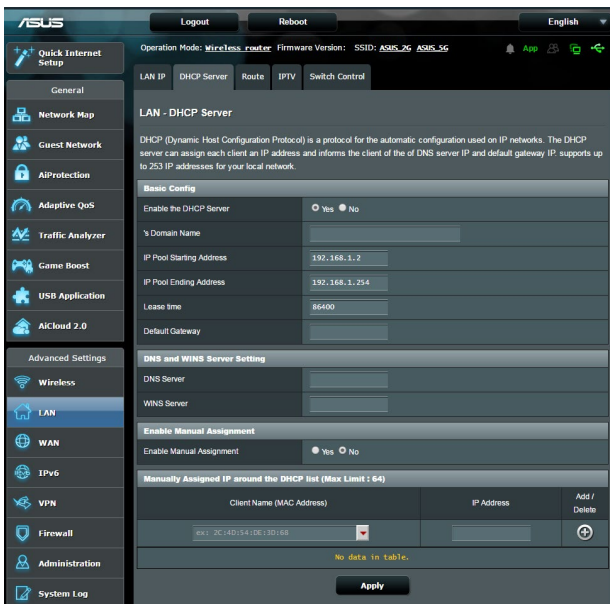 ASUS
Logout
Reboot
English
Quick Internet Setup
Operation Mode: Wireless router Firmware Version: SSID: ASUS_2G ASUS_5G
App
General
Network Map
Guest Network
AiProtection
Adaptive QoS
Traffic Analyzer
Game Boost
USB Application
AiCloud 2.0
Advanced Settings
Wireless
LAN
WAN
IPv6
VPN
Firewall
Administration
System Log
LAN IP
DHCP Server
Route
IPTV
Switch Control
LAN - DHCP Server
DHCP (Dynamic Host Configuration Protocol) is a protocol for the automatic configuration used on IP networks. The DHCP
server can assign each client an IP address and informs the client of the of DNS server IP and default gateway IP. supports up
to 253 IP addresses for your local network.
Basic Config
Enable the DHCP Server
Yes No
's Domain Name
IP Pool Starting Address
192.168.1.2
IP Pool Ending Address
192.168.1.254
Lease time
86400
Default Gateway
DNS and WINS Server Setting
DNS Server
WINS Server
Enable Manual Assignment
Enable Manual Assignment
Yes No
Manually Assigned IP around the DHCP list (Max Limit : 64)
Client Name (MAC Address)
IP Address
Add /
Delete
ex: 2C:4D:54:DE:3D:68
No data in table.
Apply